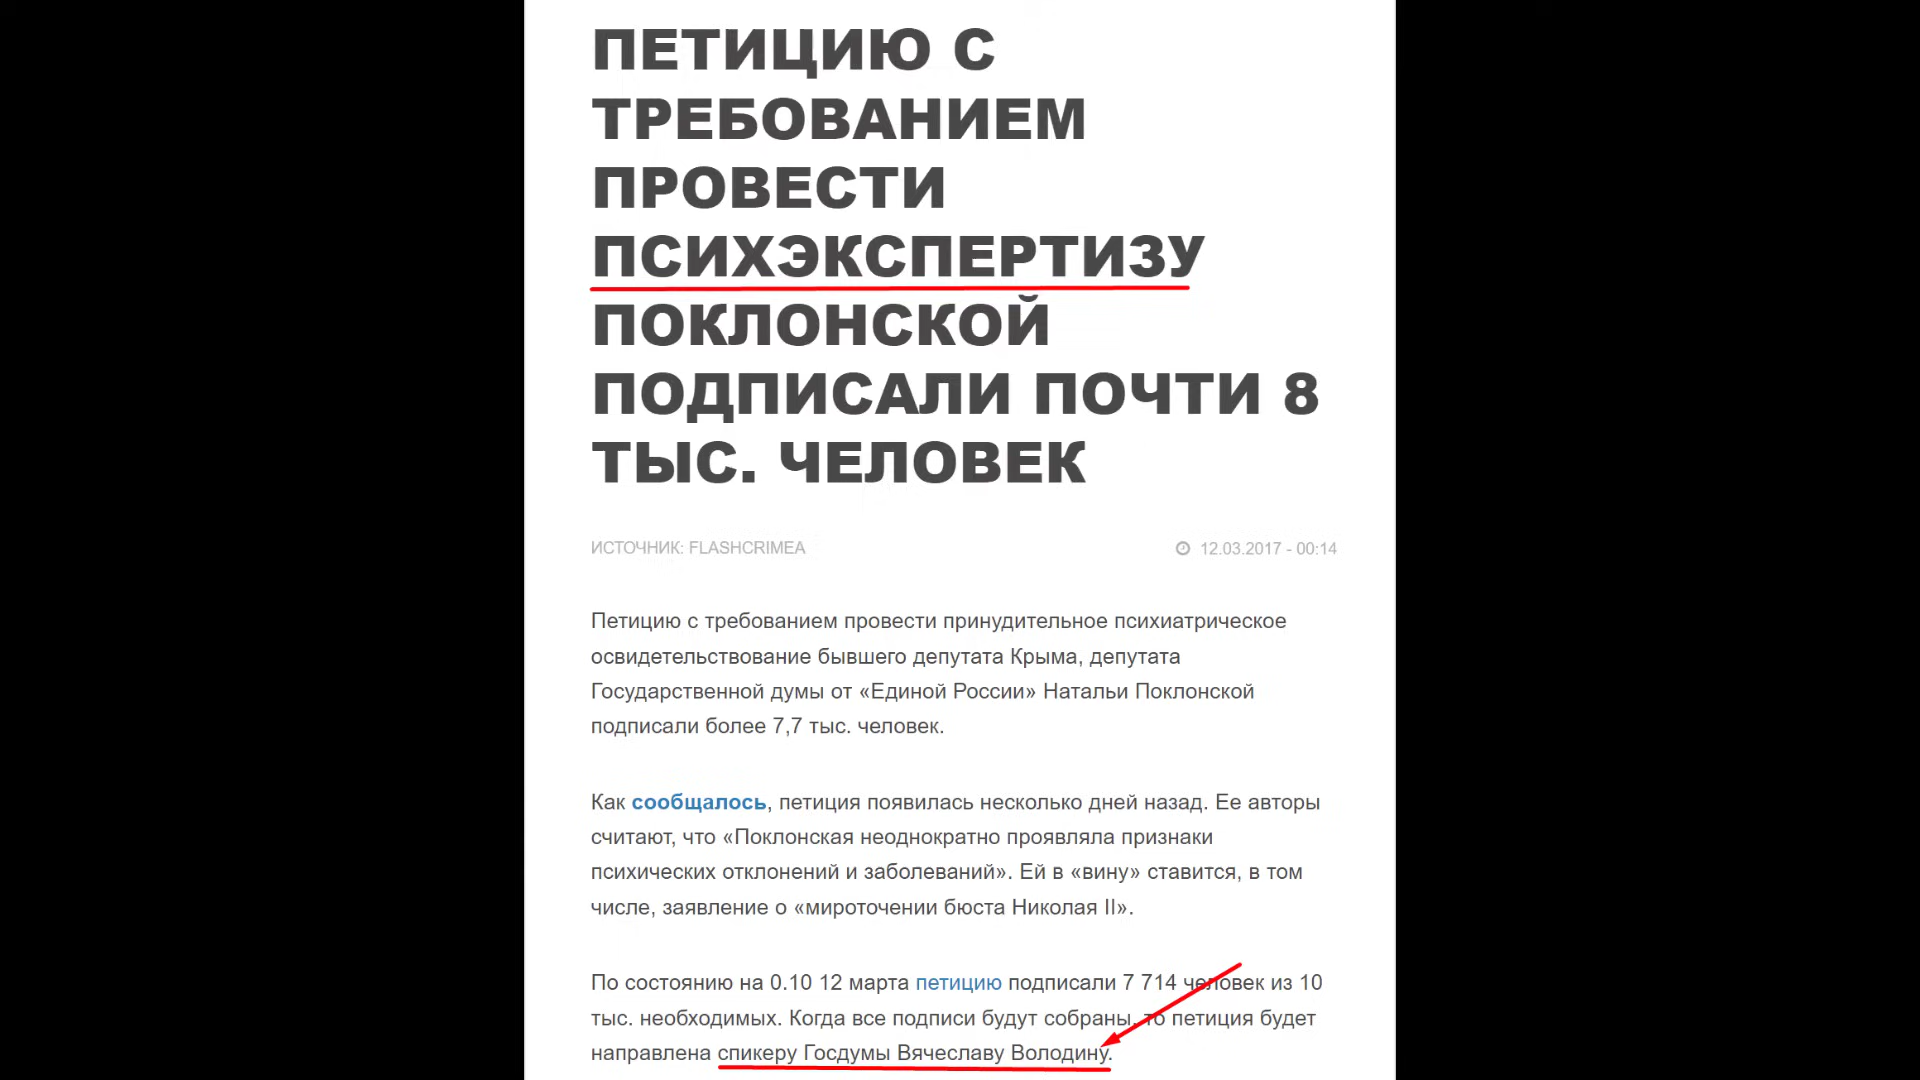 ПЕТИЦИЮ С
ТРЕБОВАНИЕМ
ПРОВЕСТИ
ПСИХЭКСПЕРТИЗУ
ПОКЛОНСКОЙ
ПОДПИСАЛИ ПОЧТИ 8
ТЫС. ЧЕЛОВЕК
ИСТОЧНИК: FLASHCRIMEA 12.03.2017 - 00:14
Петицию с требованием провести принудительное психиатрическое
освидетельствование бывшего депутата Крыма, депутата
Государственной думы от «Единой России» Натальи Поклонской
подписали более 7,7 тыс. человек.
Как сообщалось, петиция появилась несколько дней назад. Ее авторы
считают, что «Поклонская неоднократно проявляла признаки
психических отклонений и заболеваний». Ей в «вину» ставится, в том
числе, заявление о «мироточении бюста Николая II».
По состоянию на 0.10 12 марта петицию подписали 7 714 человек из 10
тыс. необходимых. Когда все подписи будут собраны, то петиция будет
направлена спикеру Госдумы Вячеславу Володину.